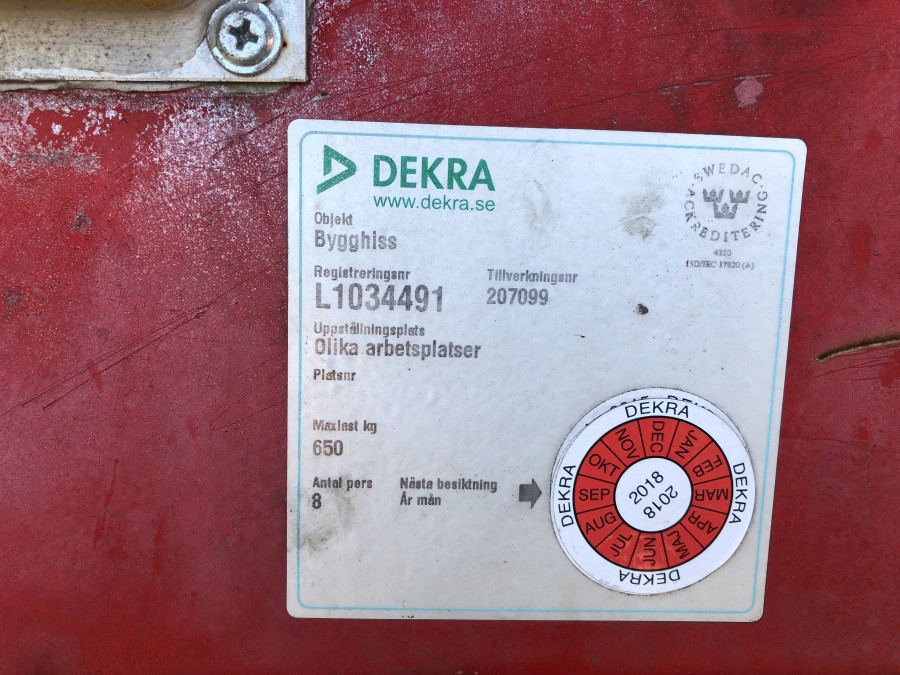 DEKRA
www.dekra.se
SWEDAC
ACKREDITERING
ISO/IEC 17020 (A)
Objekt
Bygghiss
Registreringsnr Tillverkningsnr
L1034491 207099
Uppställningsplats
Olika arbetsplatser
Platsnr
Maxlast kg
650
Antal pers Nästa besiktning
8 År mån
DEKRA
DEKRA
DEKRA
DEKRA
JAN
FEB
MAR
APR
MAJ
JUN
JUL
AUG
SEP
OKT
NOV
DEC
2018
2018